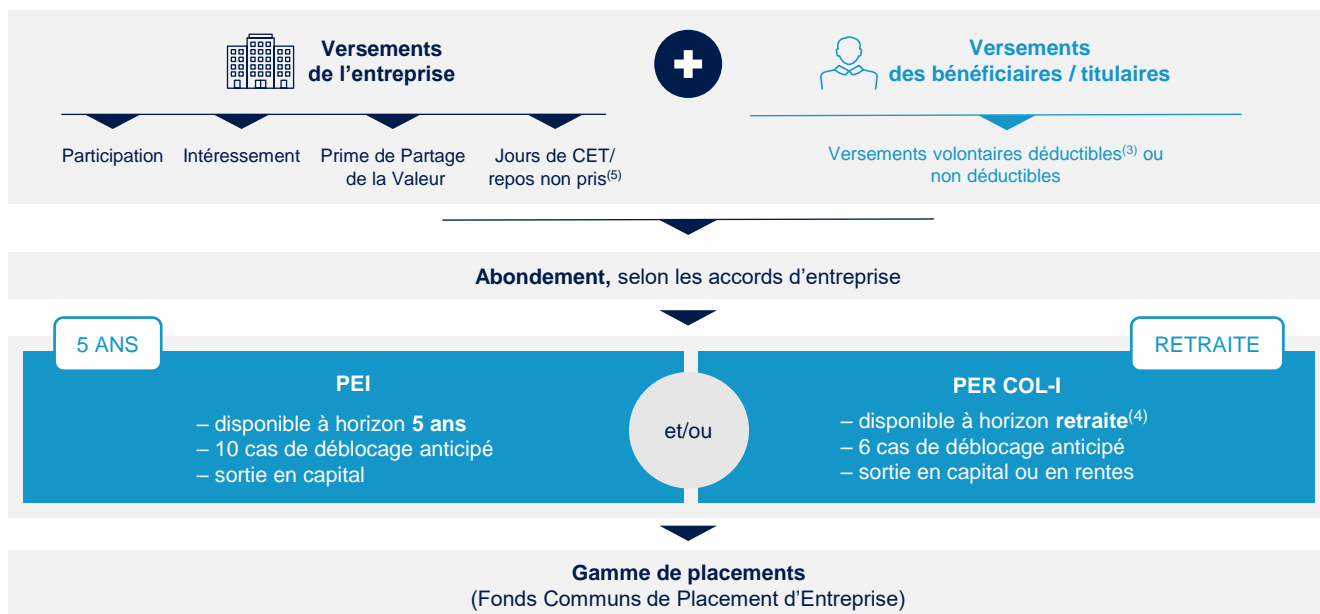 Versements
de l'entreprise
Versements
des bénéficiaires / titulaires
Participation
Intéressement
Prime de Partage
de la Valeur
Jours de CET/
repos non pris(5)
Versements volontaires déductibles(3) ou
non déductibles
Abondement, selon les accords d'entreprise
5 ANS
PEI
– disponible à horizon 5 ans
– 10 cas de déblocage anticipé
– sortie en capital
et/ou
RETRAITE
PER COL-I
– disponible à horizon retraite(4)
– 6 cas de déblocage anticipé
– sortie en capital ou en rentes
Gamme de placements
(Fonds Communs de Placement d'Entreprise)